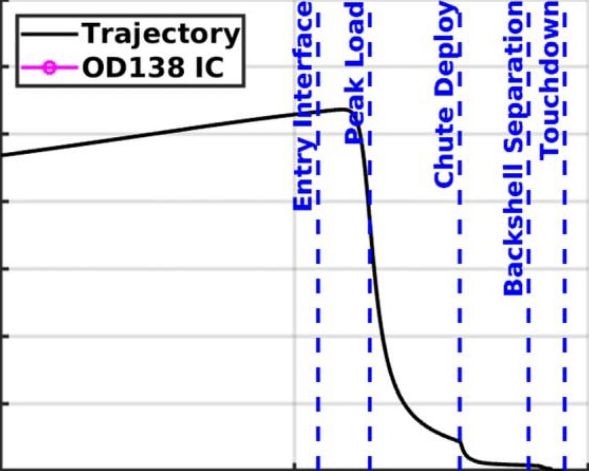 Trajectory
OD138 IC
Entry Interface
Peak Load
Chute Deploy
Backshell Separation
Touchdown